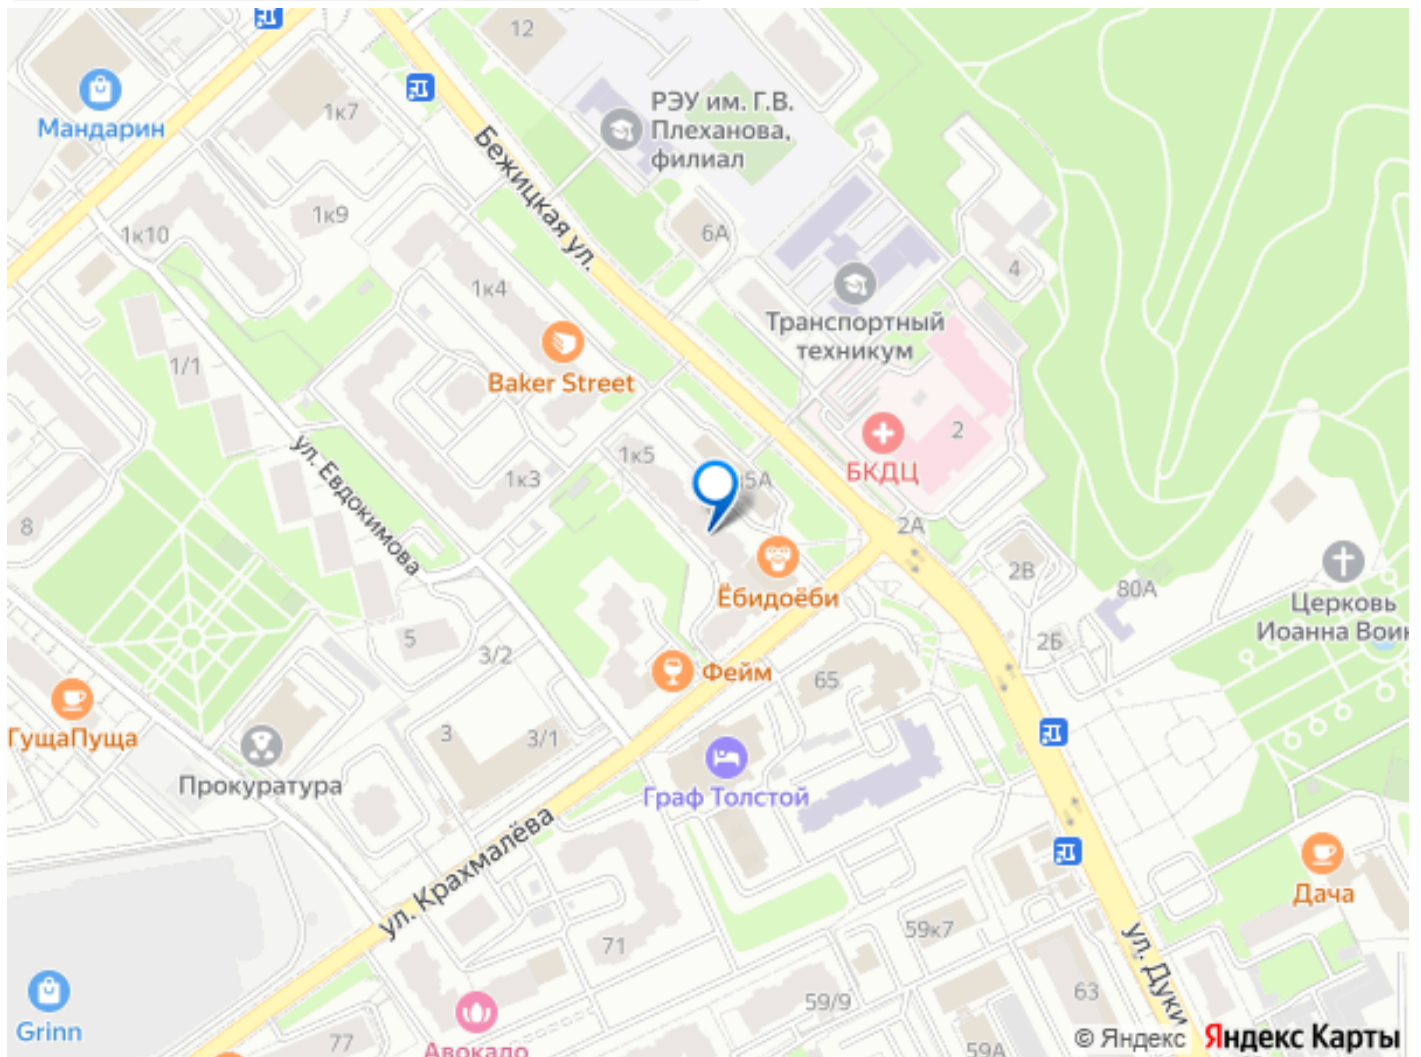 12
Мандарин
1к7
РЭУ им. Г.В.
Плеханова,
филиал
Бежицкая ул.
1к9
1к10
6А
4
1к4
Транспортный
техникум
1/1
Baker Street
2
БКДЦ
ул. Евдокимова
1к5
1к3
5А
8
2А
2В
80А
Ёбидоёби
Церковь
Иоанна Воин
5
3/2
2Б
Фейм
65
ГущаПуща
3
3/1
Прокуратура
Граф Толстой
ул. Крахмалёва
Дача
59к7
71
ул. Дуки
63
59/9
Grinn
77
Авокадо
59А
© Яндекс Яндекс Карты